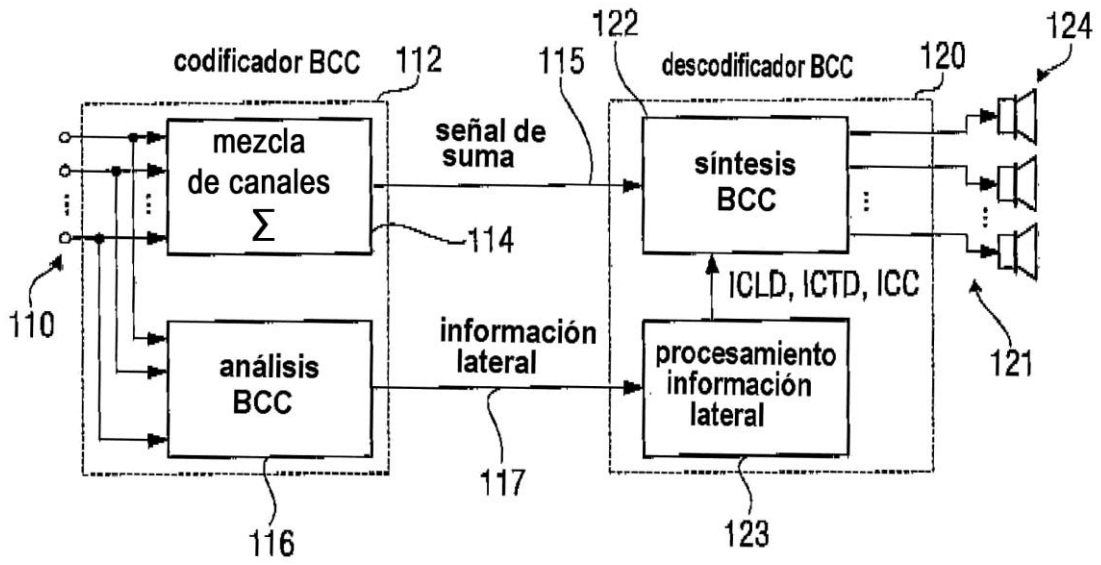 codificador BCC
112
115
122
descodificador BCC
120
124
mezcla
de canales
Σ
señal de
suma
síntesis
BCC
114
110
ICLD, ICTD, ICC
121
análisis
BCC
información
lateral
procesamiento
información
lateral
117
116
123